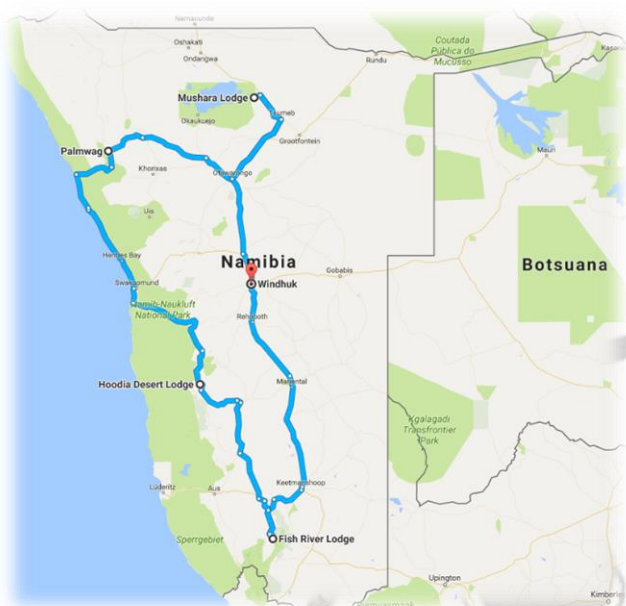 Namacunde
Oshakati
Ondangwa
Coutada
Pública do
Mucusso
Rundu
Mushara Lodge
Tsumeb
Okaukuejo
Grootfontein
Maun
Palmwag
Khorixas
Otjiwarongo
Uis
Henties Bay
Namibia
Gobabis
Botsuana
Windhuk
Swakopmund
Namib-Naukluft
National Park
Rehoboth
Hoodia Desert Lodge
Mariental
Kgalagadi
Transfrontier
Park
Lüderitz
Aus
Keetmanshoop
Sperrgebiet
Fish River Lodge
Upington
Kimberley